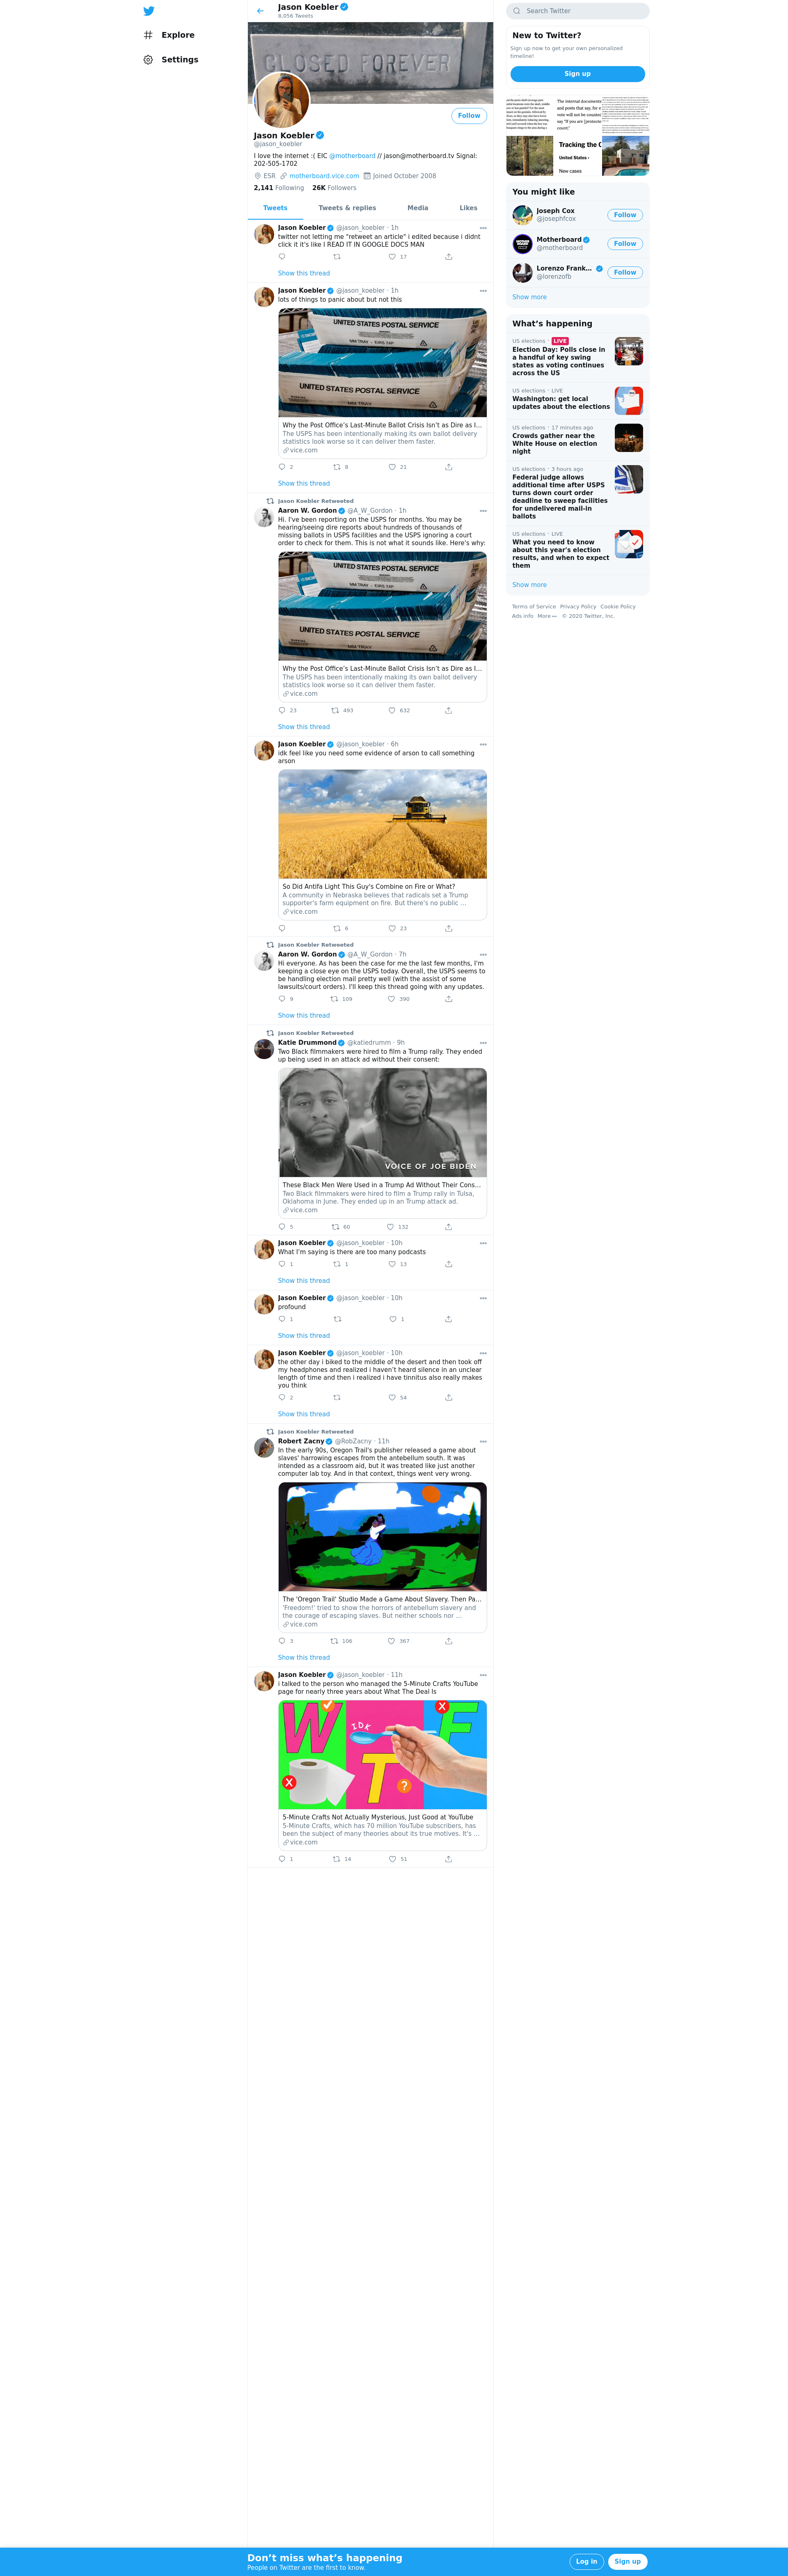 Explore
Settings
Jason Koebler
8,056 Tweets
CLOSED FOREVER
Follow
Jason Koebler
@jason_koebler
I love the internet :( EIC @motherboard // jason@motherboard.tv Signal:
202-505-1702
ESR motherboard.vice.com Joined October 2008
2,141 Following 26K Followers
Tweets Tweets & replies Media Likes
Jason Koebler @jason_koebler · 1h
twitter not letting me "retweet an article" i edited because i didnt
click it it's like I READ IT IN GOOGLE DOCS MAN
17
Show this thread
Jason Koebler @jason_koebler · 1h
lots of things to panic about but not this
UNITED STATES POSTAL SERVICE
UNITED STATES POSTAL SERVICE
Why the Post Office's Last-Minute Ballot Crisis Isn't as Dire as I...
The USPS has been intentionally making its own ballot delivery
statistics look worse so it can deliver them faster.
vice.com
2 8 21
Show this thread
Jason Koebler Retweeted
Aaron W. Gordon @A_W_Gordon · 1h
Hi. I've been reporting on the USPS for months. You may be
hearing/seeing dire reports about hundreds of thousands of
missing ballots in USPS facilities and the USPS ignoring a court
order to check for them. This is not what it sounds like. Here's why:
UNITED STATES POSTAL SERVICE
UNITED STATES POSTAL SERVICE
Why the Post Office's Last-Minute Ballot Crisis Isn't as Dire as I...
The USPS has been intentionally making its own ballot delivery
statistics look worse so it can deliver them faster.
vice.com
23 493 632
Show this thread
Jason Koebler @jason_koebler · 6h
idk feel like you need some evidence of arson to call something
arson
So Did Antifa Light This Guy's Combine on Fire or What?
A community in Nebraska believes that radicals set a Trump
supporter's farm equipment on fire. But there's no public ...
vice.com
6 23
Jason Koebler Retweeted
Aaron W. Gordon @A_W_Gordon · 7h
Hi everyone. As has been the case for me the last few months, I'm
keeping a close eye on the USPS today. Overall, the USPS seems to
be handling election mail pretty well (with the assist of some
lawsuits/court orders). I'll keep this thread going with any updates.
9 109 390
Show this thread
Jason Koebler Retweeted
Katie Drummond @katiedrumm · 9h
Two Black filmmakers were hired to film a Trump rally. They ended
up being used in an attack ad without their consent:
VOICE OF JOE BIDEN
These Black Men Were Used in a Trump Ad Without Their Cons...
Two Black filmmakers were hired to film a Trump rally in Tulsa,
Oklahoma in June. They ended up in an Trump attack ad.
vice.com
5 60 132
Jason Koebler @jason_koebler · 10h
What I'm saying is there are too many podcasts
1 1 13
Show this thread
Jason Koebler @jason_koebler · 10h
profound
1 1
Show this thread
Jason Koebler @jason_koebler · 10h
the other day i biked to the middle of the desert and then took off
my headphones and realized i haven't heard silence in an unclear
length of time and then i realized i have tinnitus also really makes
you think
2 54
Show this thread
Jason Koebler Retweeted
Robert Zacny @RobZacny · 11h
In the early 90s, Oregon Trail's publisher released a game about
slaves' harrowing escapes from the antebellum south. It was
intended as a classroom aid, but it was treated like just another
computer lab toy. And in that context, things went very wrong.
The 'Oregon Trail' Studio Made a Game About Slavery. Then Pa...
'Freedom!' tried to show the horrors of antebellum slavery and
the courage of escaping slaves. But neither schools nor ...
vice.com
3 106 367
Show this thread
Jason Koebler @jason_koebler · 11h
i talked to the person who managed the 5-Minute Crafts YouTube
page for nearly three years about What The Deal Is
W T F
IDK
?
5-Minute Crafts Not Actually Mysterious, Just Good at YouTube
5-Minute Crafts, which has 70 million YouTube subscribers, has
been the subject of many theories about its true motives. It's ...
vice.com
1 14 51
Search Twitter
New to Twitter?
Sign up now to get your own personalized
timeline!
Sign up
The internal documents
and posts that say, for e
vote will not be counted
say "If you are [protecte
count"
Tracking the C
United States ›
New cases
You might like
Joseph Cox
@josephfcox
Follow
Motherboard
@motherboard
Follow
Lorenzo Frank...
@lorenzofb
Follow
Show more
What's happening
US elections · LIVE
Election Day: Polls close in
a handful of key swing
states as voting continues
across the US
US elections · LIVE
Washington: get local
updates about the elections
US elections · 17 minutes ago
Crowds gather near the
White House on election
night
US elections · 3 hours ago
Federal judge allows
additional time after USPS
turns down court order
deadline to sweep facilities
for undelivered mail-in
ballots
US elections · LIVE
What you need to know
about this year's election
results, and when to expect
them
Show more
Terms of Service Privacy Policy Cookie Policy
Ads info More © 2020 Twitter, Inc.
Don't miss what's happening
People on Twitter are the first to know.
Log in Sign up